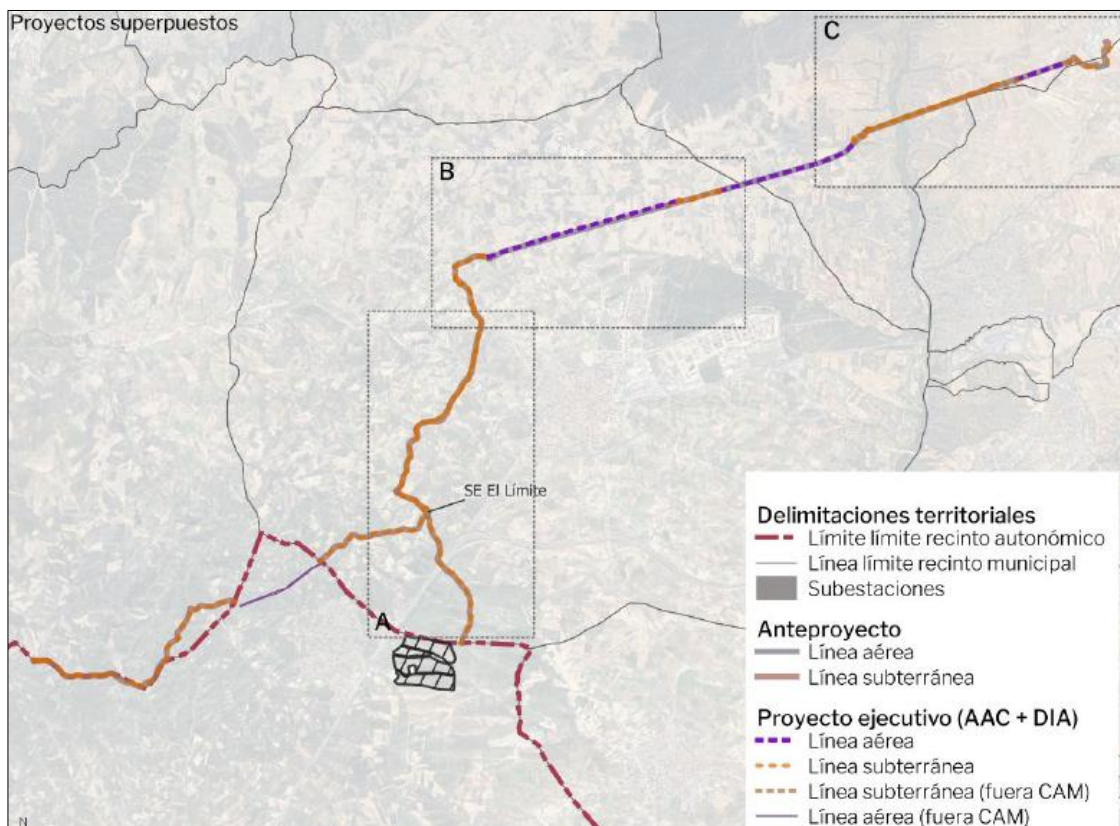 Proyectos superpuestos
C
B
SE El Límite
A
Delimitaciones territoriales
Límite límite recinto autonómico
Línea límite recinto municipal
Subestaciones
Anteproyecto
Línea aérea
Línea subterránea
Proyecto ejecutivo (AAC + DIA)
Línea aérea
Línea subterránea
Línea subterránea (fuera CAM)
Línea aérea (fuera CAM)
N